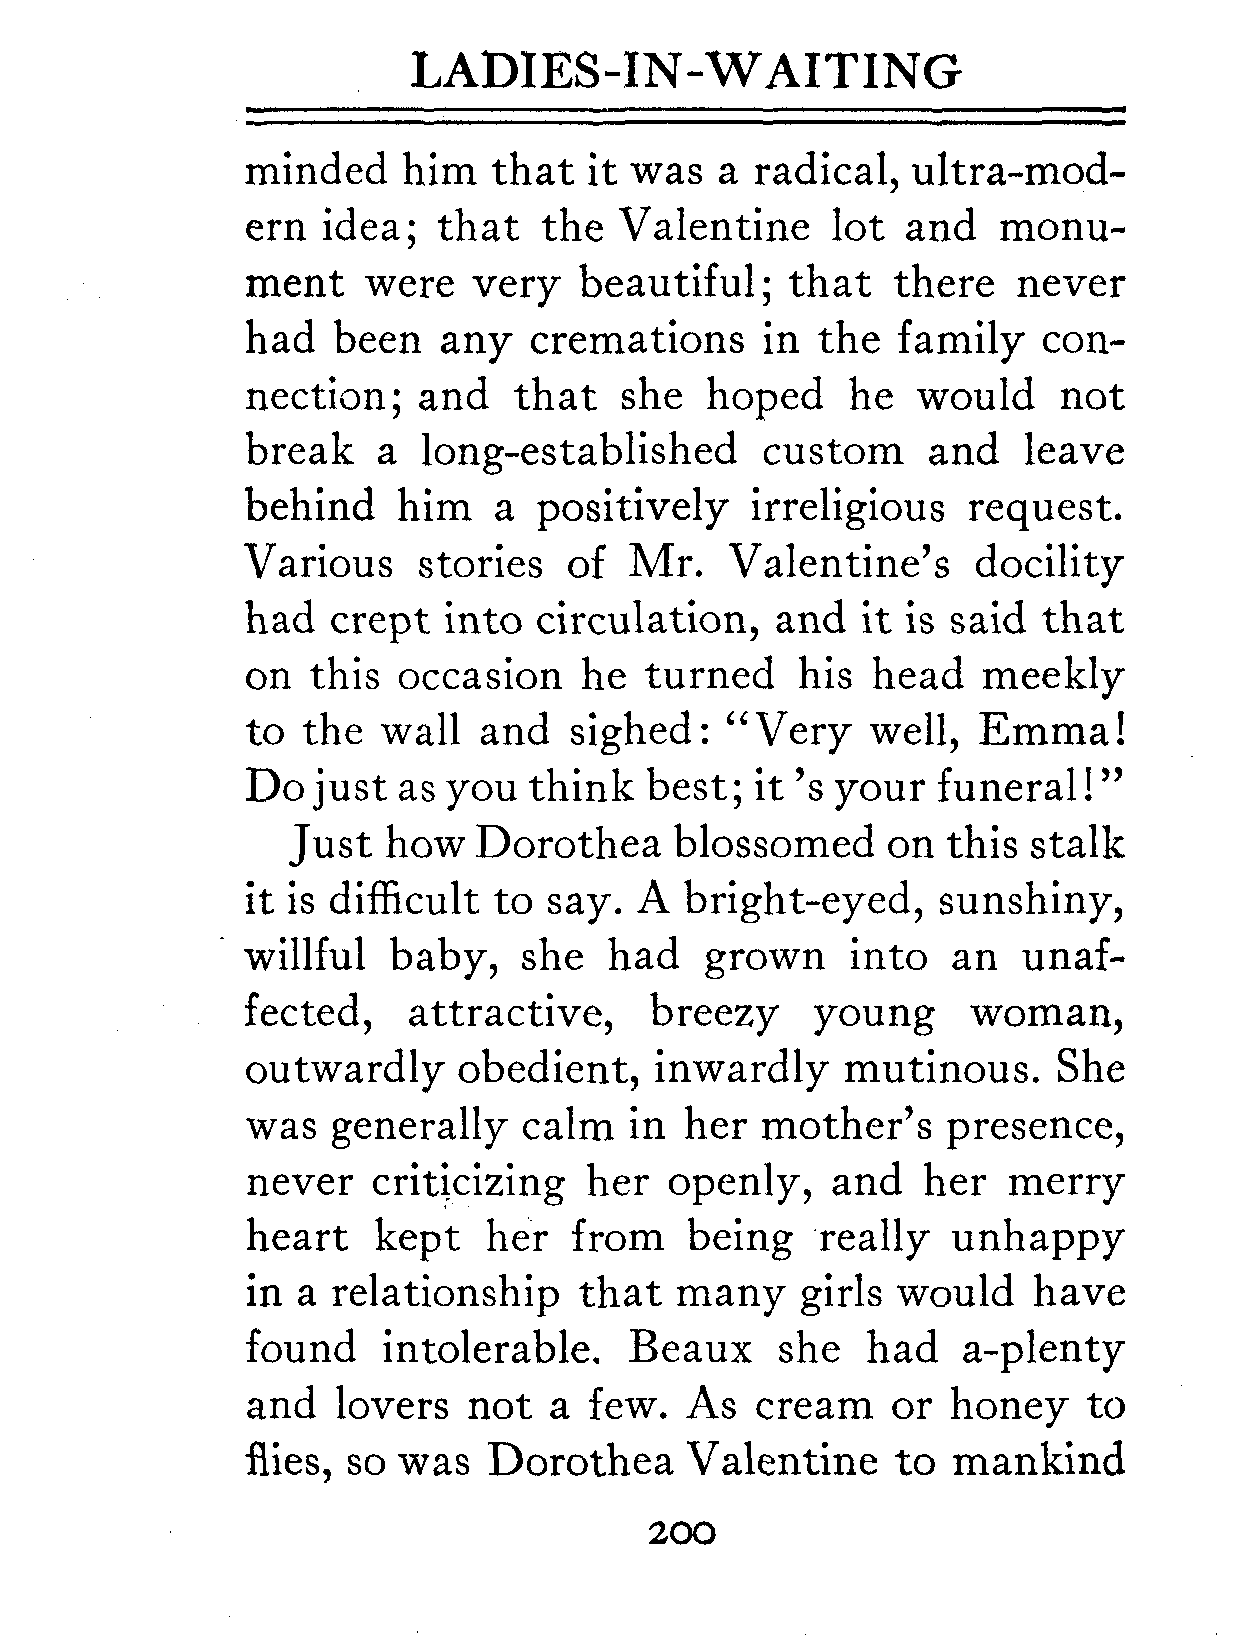 LADIES-IN-WAITING
minded him that it was a radical, ultra-mod-
ern idea; that the Valentine lot and monu-
ment were very beautiful; that there never
had been any cremations in the family con-
nection; and that she hoped he would not
break a long-established custom and leave
behind him a positively irreligious request.
Various stories of Mr. Valentine's docility
had crept into circulation, and it is said that
on this occasion he turned his head meekly
to the wall and sighed: “Very well, Emma!
Do just as you think best; it 's your funeral!”
Just how Dorothea blossomed on this stalk
it is difficult to say. A bright-eyed, sunshiny,
willful baby, she had grown into an unaf-
fected, attractive, breezy young woman,
outwardly obedient, inwardly mutinous. She
was generally calm in her mother's presence,
never criticizing her openly, and her merry
heart kept her from being really unhappy
in a relationship that many girls would have
found intolerable. Beaux she had a-plenty
and lovers not a few. As cream or honey to
flies, so was Dorothea Valentine to mankind
200